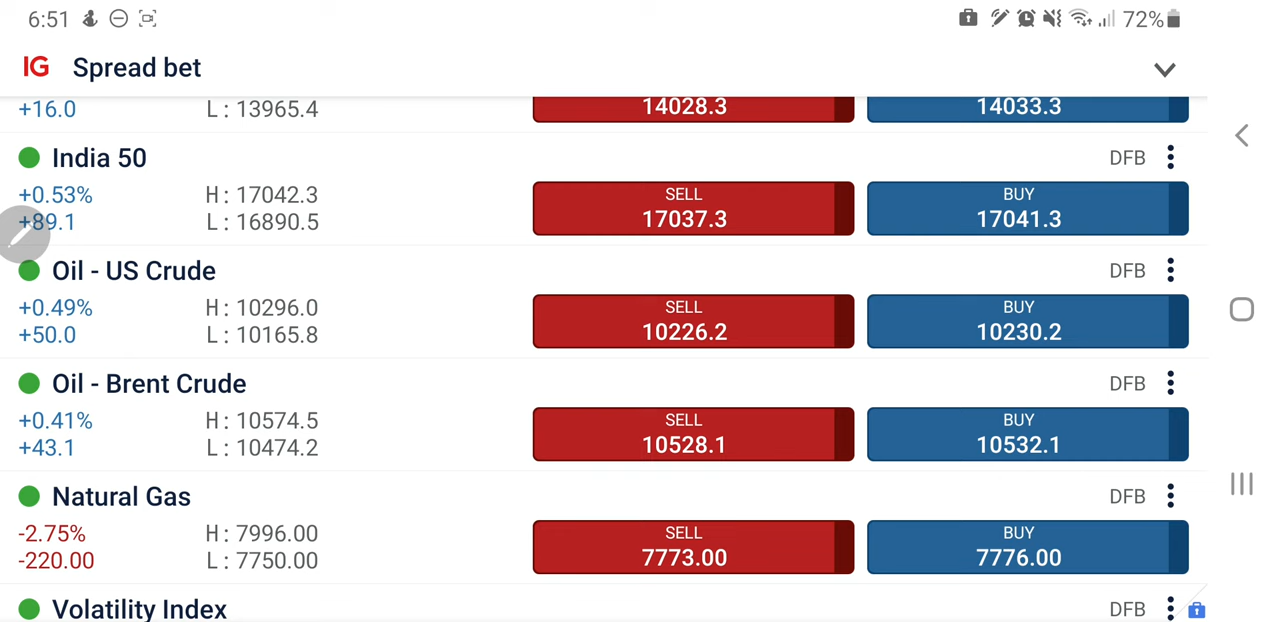 6:51 72%
IG Spread bet
+16.0 L : 13965.4 14028.3 14033.3
India 50 DFB
+0.53% H : 17042.3 SELL BUY
+89.1 L : 16890.5 17037.3 17041.3
Oil - US Crude DFB
+0.49% H : 10296.0 SELL BUY
+50.0 L : 10165.8 10226.2 10230.2
Oil - Brent Crude DFB
+0.41% H : 10574.5 SELL BUY
+43.1 L : 10474.2 10528.1 10532.1
Natural Gas DFB
-2.75% H : 7996.00 SELL BUY
-220.00 L : 7750.00 7773.00 7776.00
Volatility Index DFB